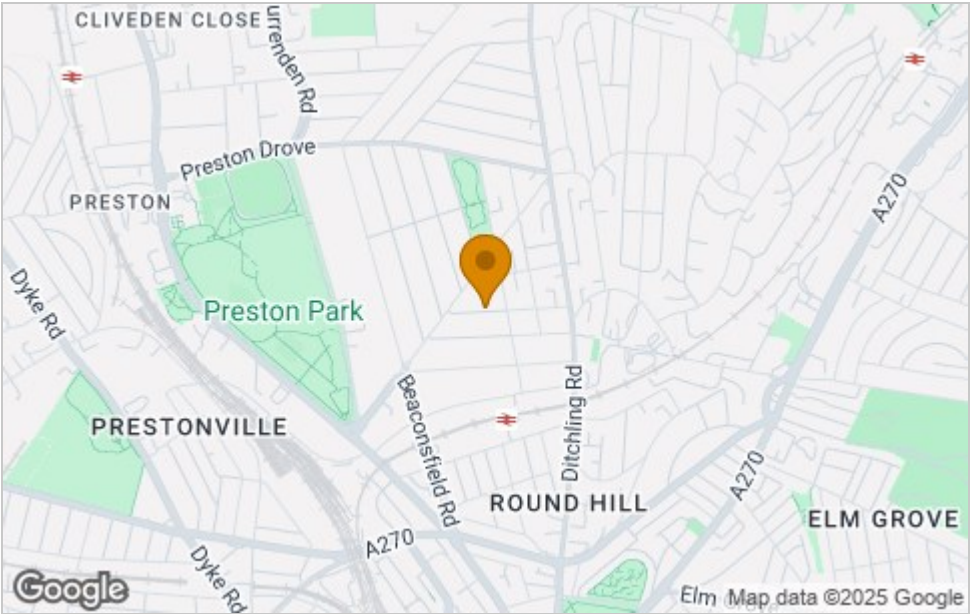 CLIVEDEN CLOSE
urrenden Rd
Preston Drove
PRESTON
A270
Dyke Rd
Preston Park
PRESTONVILLE
Beaconsfield Rd
Ditchling Rd
ROUND HILL
A270
ELM GROVE
A270
Dyke Rd
Google
Elm
Map data ©2025 Google